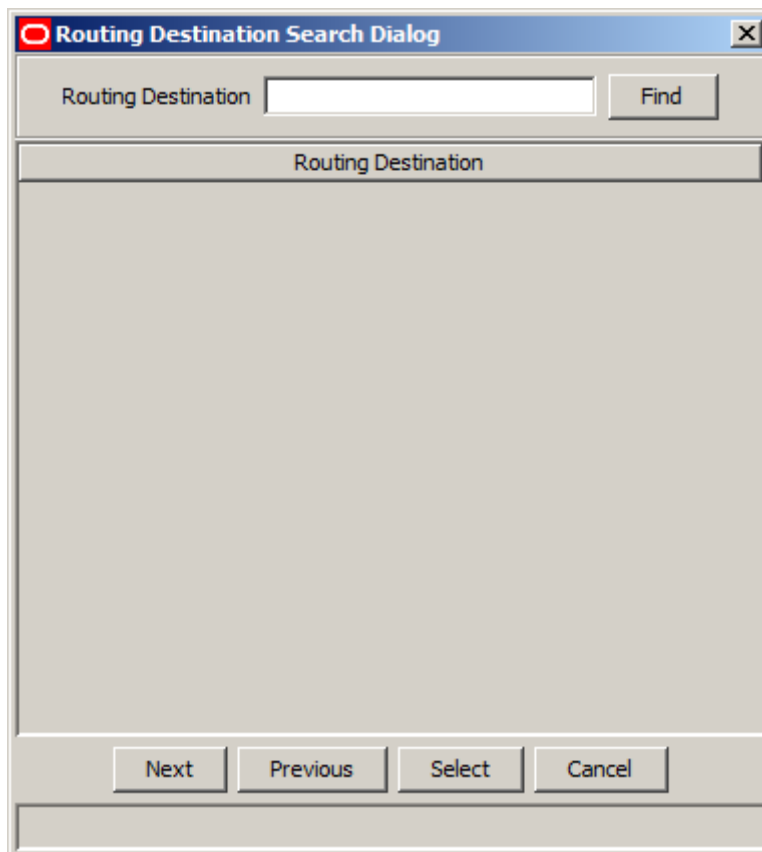 Routing Destination Search Dialog
Routing Destination Find
Routing Destination
Next Previous Select Cancel